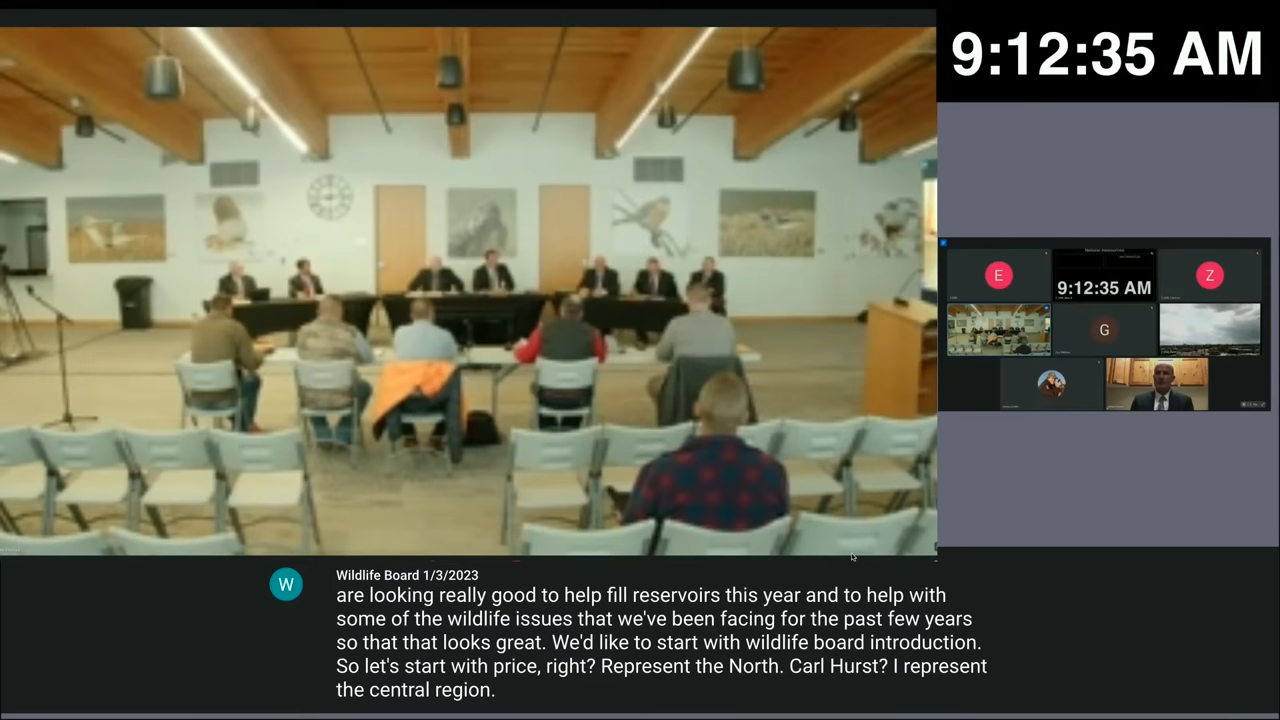 9:12:35 AM
E
9:12:35 AM
Z
G
W
Wildlife Board 1/3/2023
are looking really good to help fill reservoirs this year and to help with
some of the wildlife issues that we've been facing for the past few years
so that that looks great. We'd like to start with wildlife board introduction.
So let's start with price, right? Represent the North. Carl Hurst? I represent
the central region.